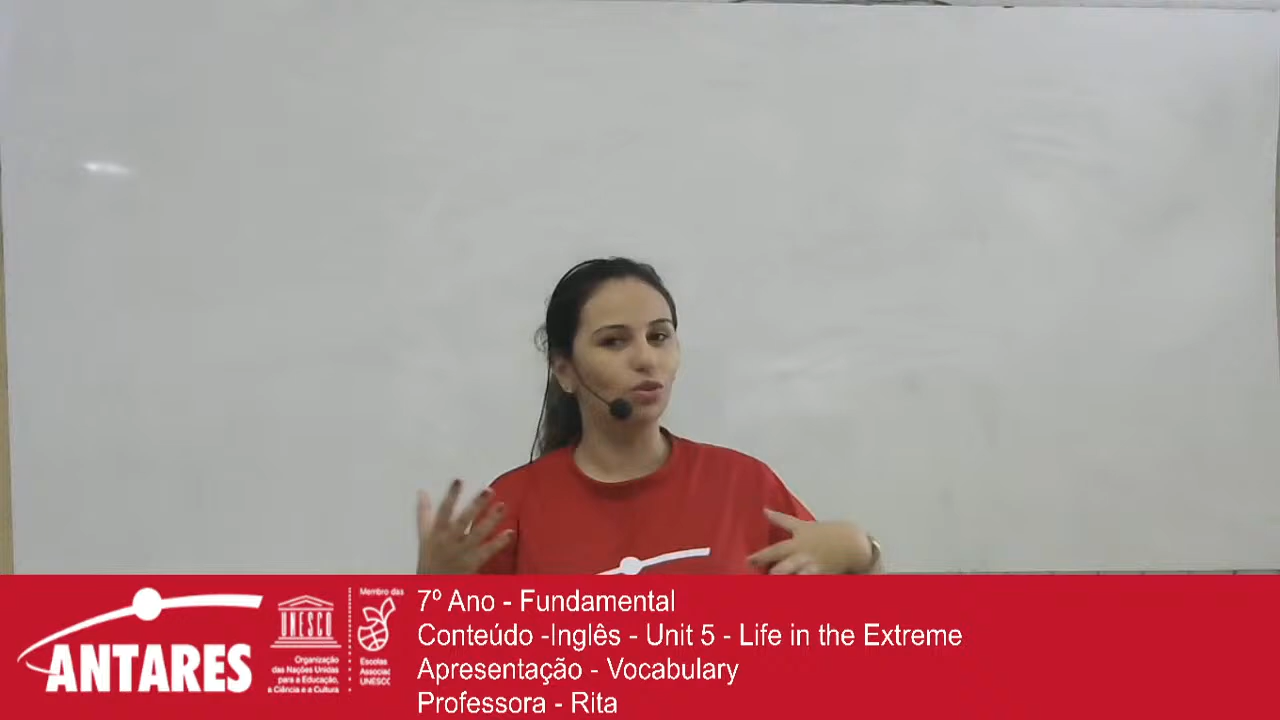 7º Ano - Fundamental
Conteúdo -Inglês - Unit 5 - Life in the Extreme
Apresentação - Vocabulary
Professora - Rita
ANTARES
UNESCO
Organização
das Nações Unidas
para a Educação,
a Ciência e a Cultura
Membro das
Escolas
Associac
UNESCO